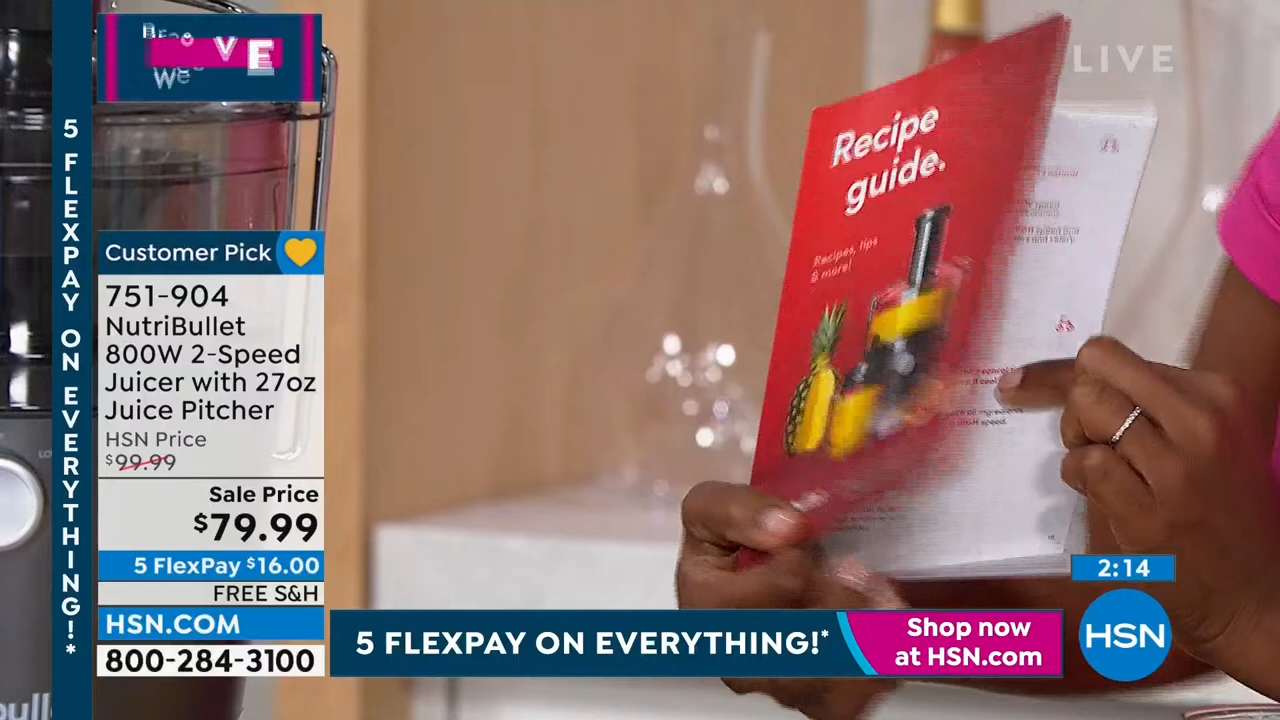 5 FLEXPAY ON EVERYTHING!*
VE
Customer Pick
751-904
NutriBullet
800W 2-Speed
Juicer with 27oz
Juice Pitcher
HSN Price
$99.99
Sale Price
$79.99
5 FlexPay $16.00
FREE S&H
HSN.COM
800-284-3100
LIVE
Recipe
guide.
Recipes, tips
& more!
2:14
5 FLEXPAY ON EVERYTHING!*
Shop now
at HSN.com
HSN